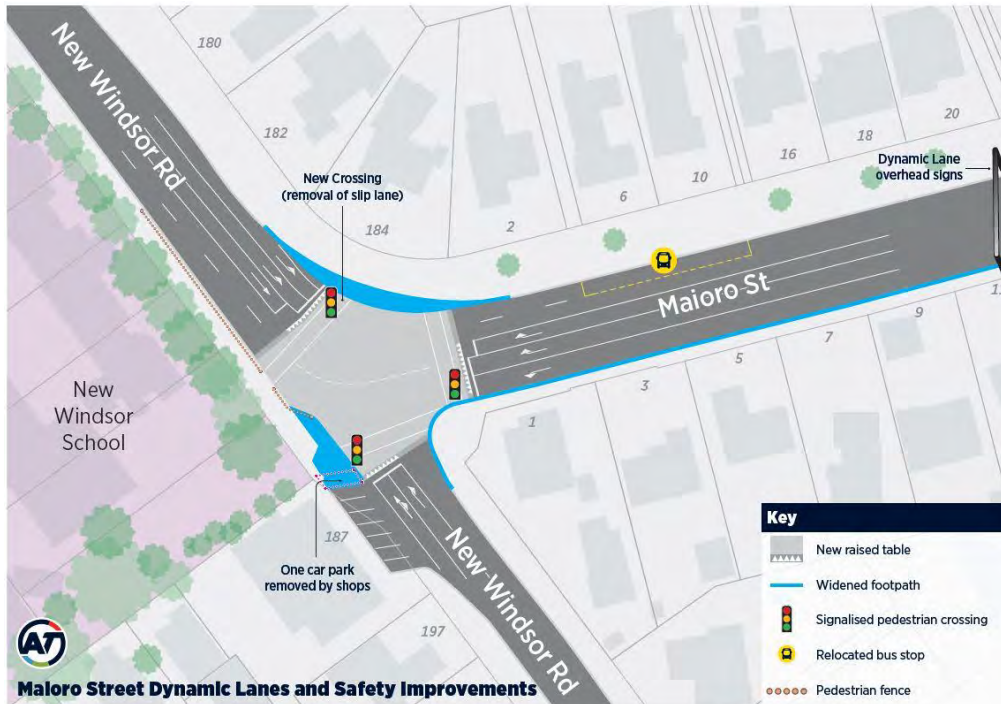 New Windsor Rd
180
182
184
New Crossing
(removal of slip lane)
2
6
10
16
18
20
Dynamic Lane
overhead signs
Maioro St
New
Windsor
School
1
3
5
7
9
187
One car park
removed by shops
197
New Windsor Rd
Key
New raised table
Widened footpath
Signalised pedestrian crossing
Relocated bus stop
Pedestrian fence
AT
Maioro Street Dynamic Lanes and Safety Improvements